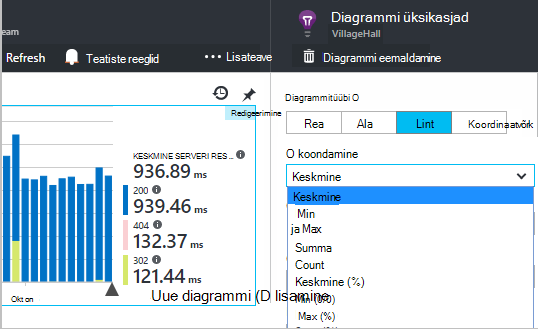 eam
Refresh
Teatiste reeglid
Lisateave
Redigeerimine
KESKMINE SERVERI RES...
936.89 ms
200
939.46 ms
404
132.37 ms
302
121.44 ms
Okt on
Uue diagrammi (D lisamine
Diagrammi üksikasjad
VillageHall
Diagrammi eemaldamine
Diagrammitüübi O
Rea
Ala
Lint
Koordinaatvõrk
O koondamine
Keskmine
Keskmine
Min
ja Max
Summa
Count
Keskmine (%)
Min (%)
Max (%)